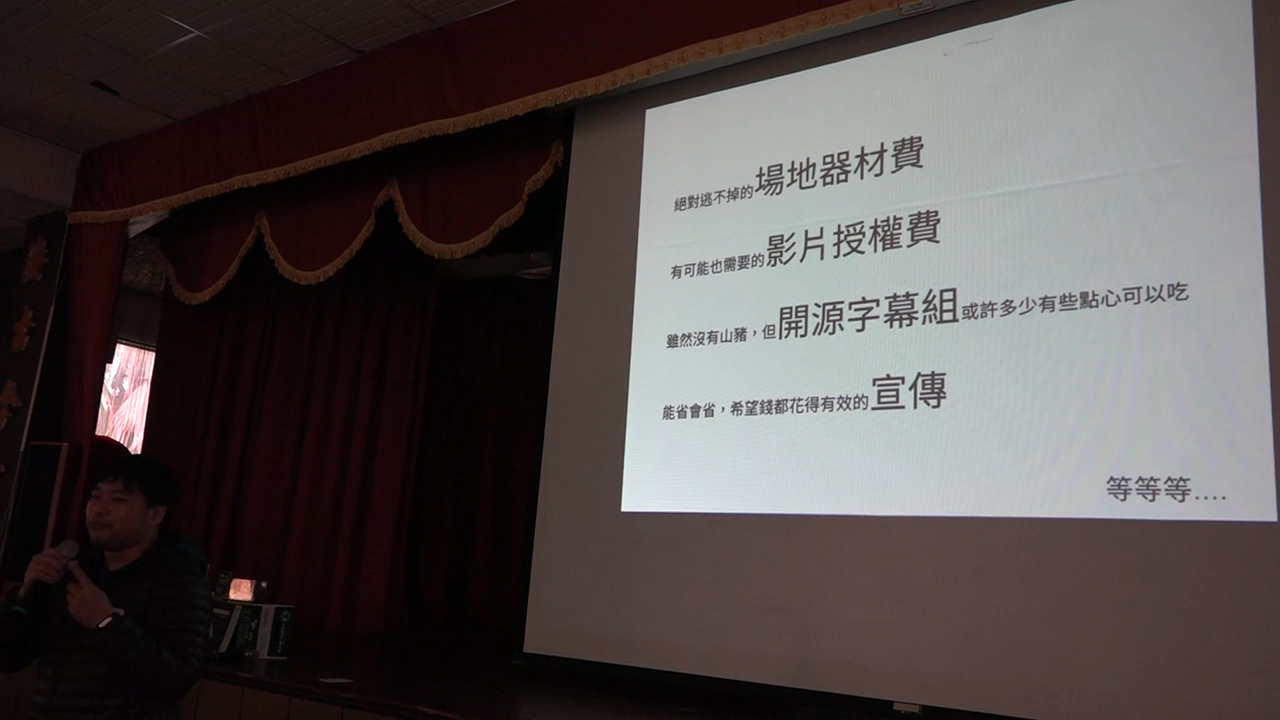 絕對逃不掉的場地器材費
有可能也需要的影片授權費
雖然沒有山豬，但開源字幕組或許多少有些點心可以吃
能省會省，希望錢都花得有效的宣傳
等等等....